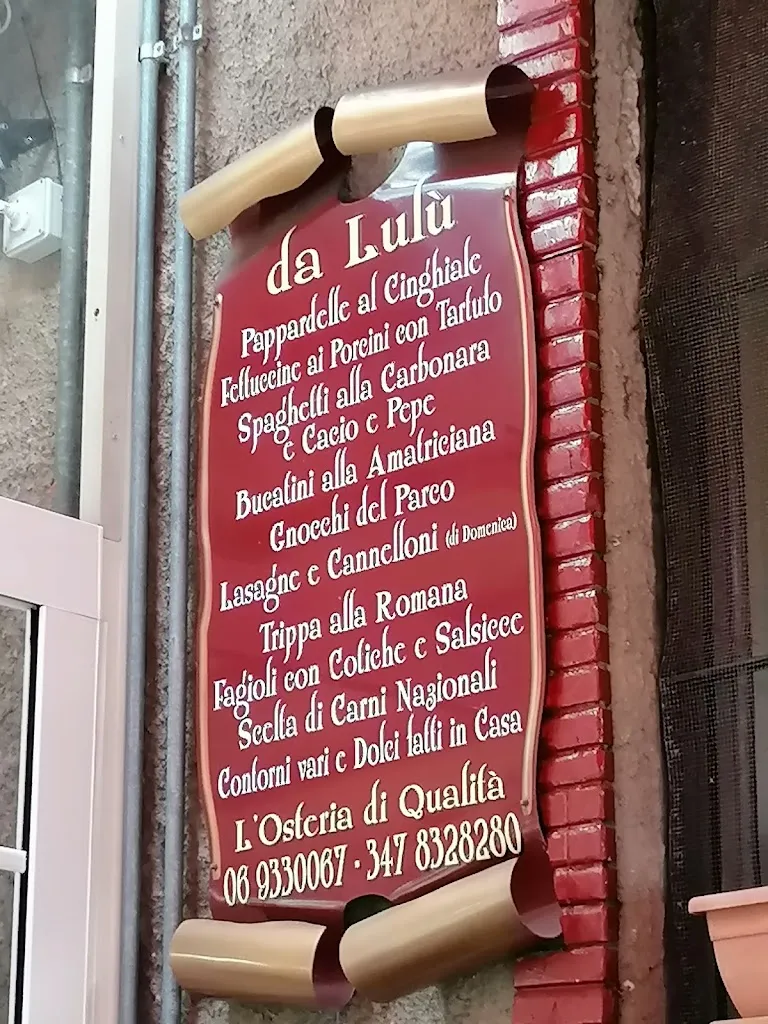 da Lulù
Pappardelle al Cinghiale
Fettuccine ai Porcini con Tartufo
Spaghetti alla Carbonara
e Cacio e Pepe
Bucatini alla Amatriciana
Gnocchi del Parco
Lasagne e Cannelloni (di Domenica)
Trippa alla Romana
Fagioli con Cotiche e Salsicce
Scelta di Carni Nazionali
Contorni vari e Dolci fatti in Casa
L'Osteria di Qualità
06 9330067 · 347 8328280